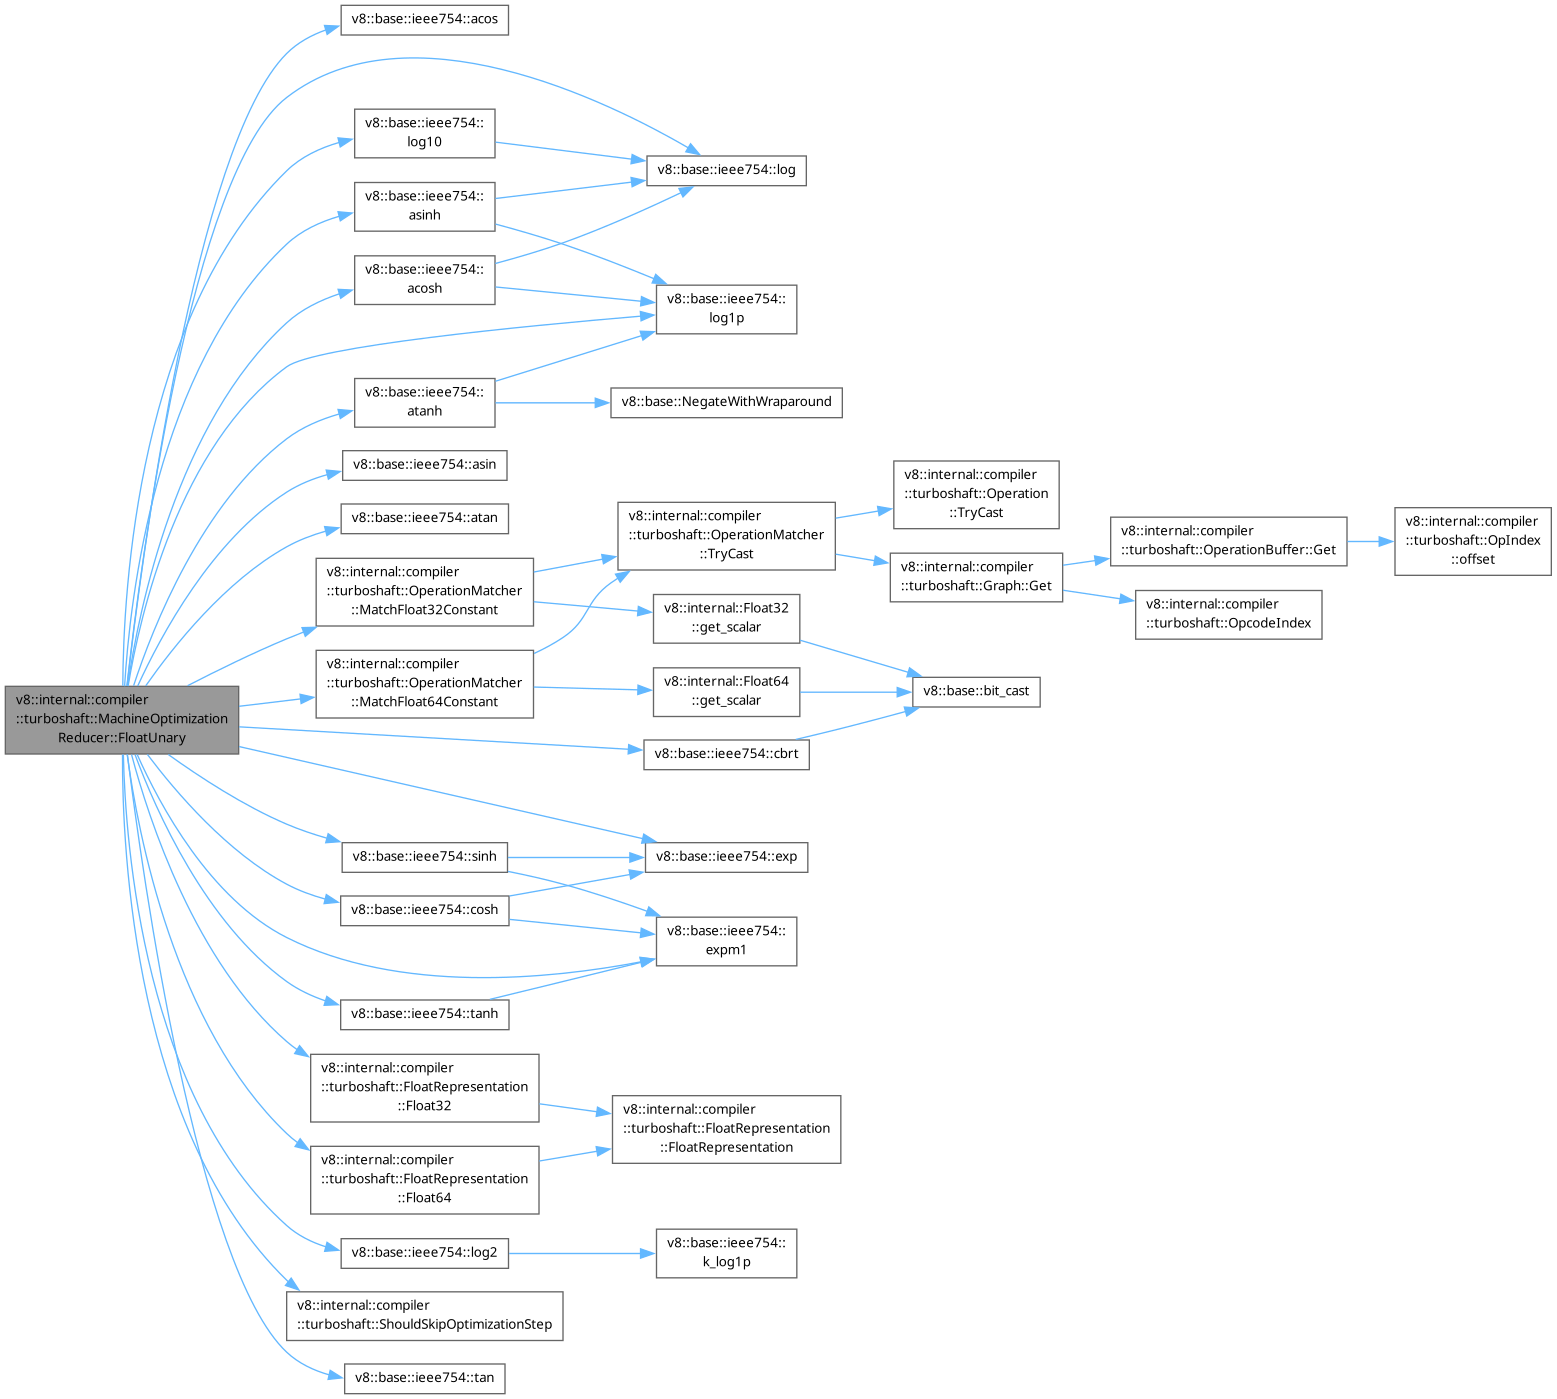 v8::internal::compiler
::turboshaft::MachineOptimization
Reducer::FloatUnary
v8::base::ieee754::acos
v8::base::ieee754::
log10
v8::base::ieee754::log
v8::base::ieee754::
asinh
v8::base::ieee754::
acosh
v8::base::ieee754::
log1p
v8::base::ieee754::
atanh
v8::base::NegateWithWraparound
v8::base::ieee754::asin
v8::base::ieee754::atan
v8::internal::compiler
::turboshaft::OperationMatcher
::MatchFloat32Constant
v8::internal::compiler
::turboshaft::OperationMatcher
::TryCast
v8::internal::compiler
::turboshaft::Operation
::TryCast
v8::internal::compiler
::turboshaft::Graph::Get
v8::internal::compiler
::turboshaft::OperationBuffer::Get
v8::internal::compiler
::turboshaft::OpIndex
::offset
v8::internal::compiler
::turboshaft::OpcodeIndex
v8::internal::Float32
::get_scalar
v8::internal::compiler
::turboshaft::OperationMatcher
::MatchFloat64Constant
v8::internal::Float64
::get_scalar
v8::base::bit_cast
v8::base::ieee754::cbrt
v8::base::ieee754::sinh
v8::base::ieee754::exp
v8::base::ieee754::cosh
v8::base::ieee754::
expm1
v8::base::ieee754::tanh
v8::internal::compiler
::turboshaft::FloatRepresentation
::Float32
v8::internal::compiler
::turboshaft::FloatRepresentation
::FloatRepresentation
v8::internal::compiler
::turboshaft::FloatRepresentation
::Float64
v8::base::ieee754::log2
v8::base::ieee754::
k_log1p
v8::internal::compiler
::turboshaft::ShouldSkipOptimizationStep
v8::base::ieee754::tan